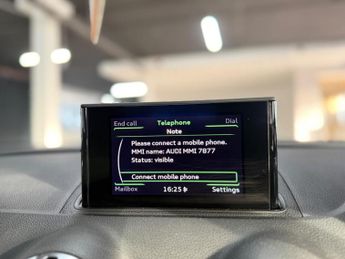 End call Telephone Dial
Note
Please connect a mobile phone.
MMI name: AUDI MMI 7877
Status: visible
Connect mobile phone
Mailbox 16:25 Settings